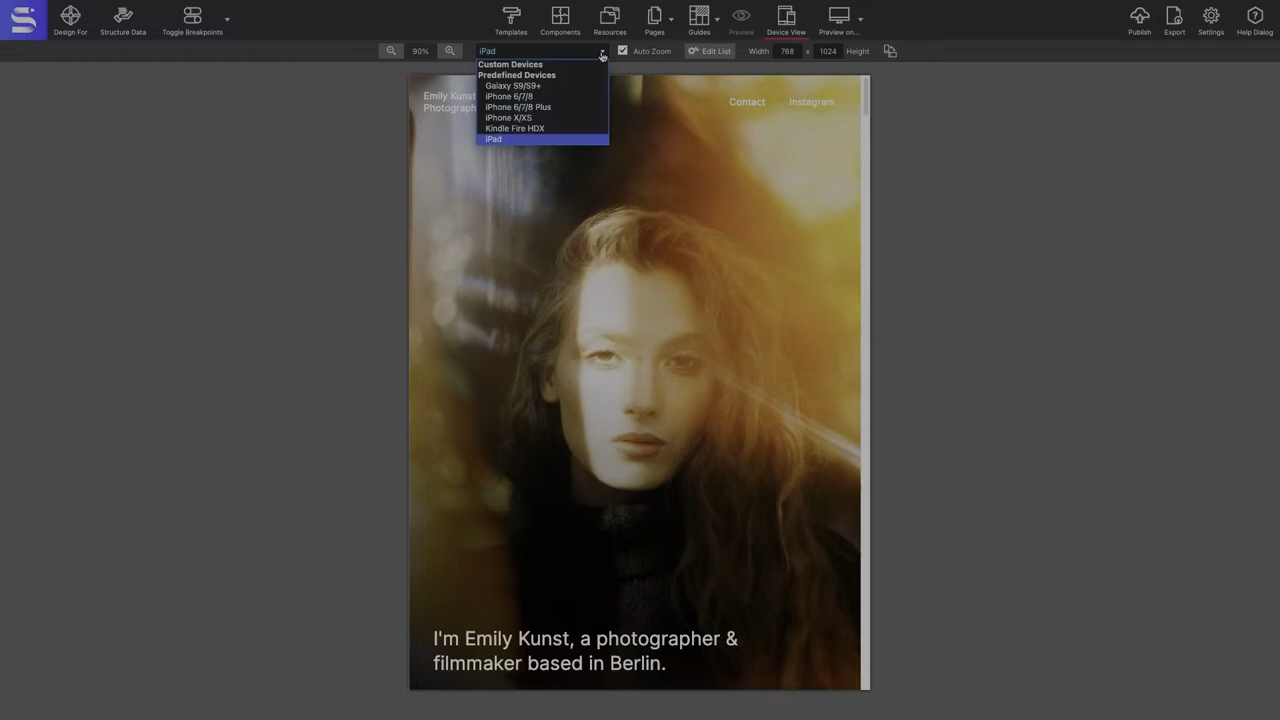 Design For
Structure Data
Toggle Breakpoints
Templates
Components
Resources
Pages
Guides
Preview
Device View
Preview on...
Publish
Export
Settings
Help Dialog
90%
iPad
Auto Zoom
Edit List
Width 768 x 1024 Height
Custom Devices
Predefined Devices
Galaxy S9/S9+
iPhone 6/7/8
iPhone 6/7/8 Plus
iPhone X/XS
Kindle Fire HDX
iPad
Emily Kunst
Photograph
Contact Instagram
I'm Emily Kunst, a photographer &
filmmaker based in Berlin.